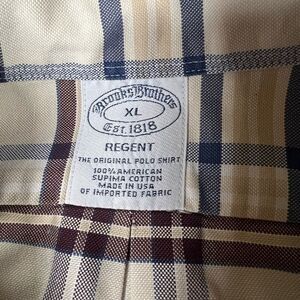 Brooks Brothers
XL
Est. 1818
REGENT
THE ORIGINAL POLO SHIRT
100% AMERICAN
SUPIMA COTTON
MADE IN USA
OF IMPORTED FABRIC